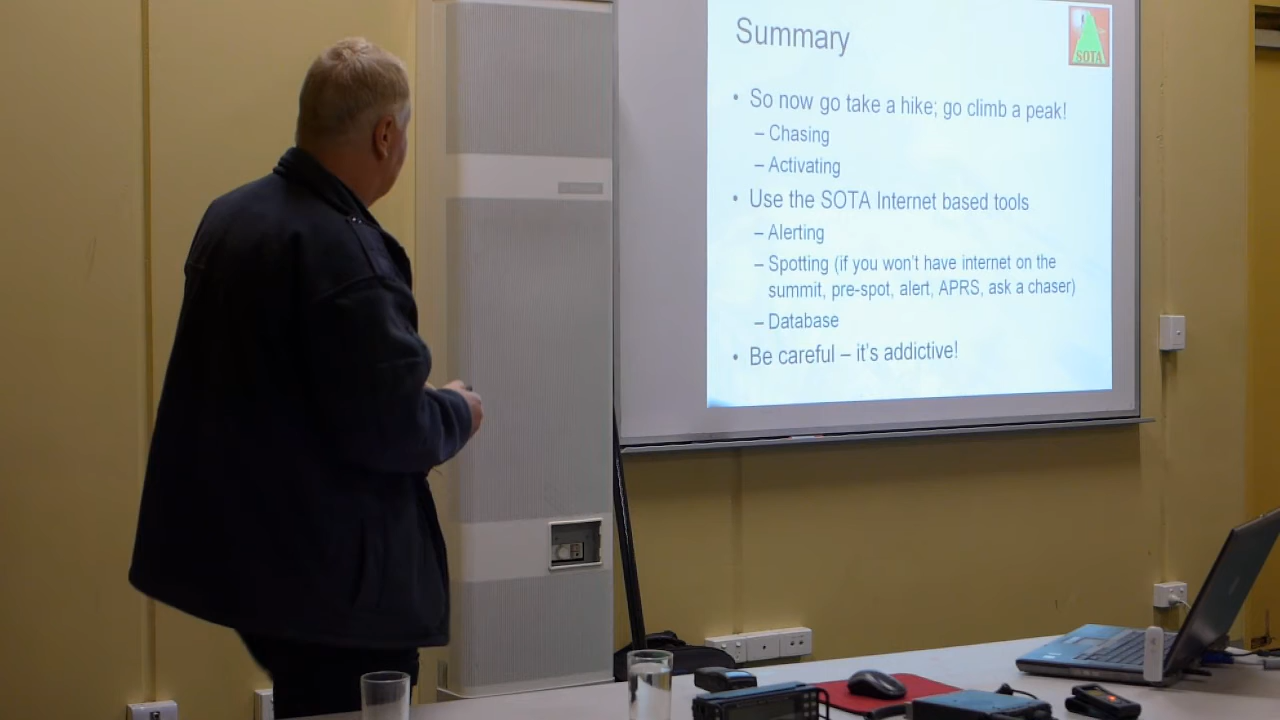 Summary
SOTA
• So now go take a hike; go climb a peak!
– Chasing
– Activating
• Use the SOTA Internet based tools
– Alerting
– Spotting (if you won't have internet on the
summit, pre-spot, alert, APRS, ask a chaser)
– Database
• Be careful – it's addictive!